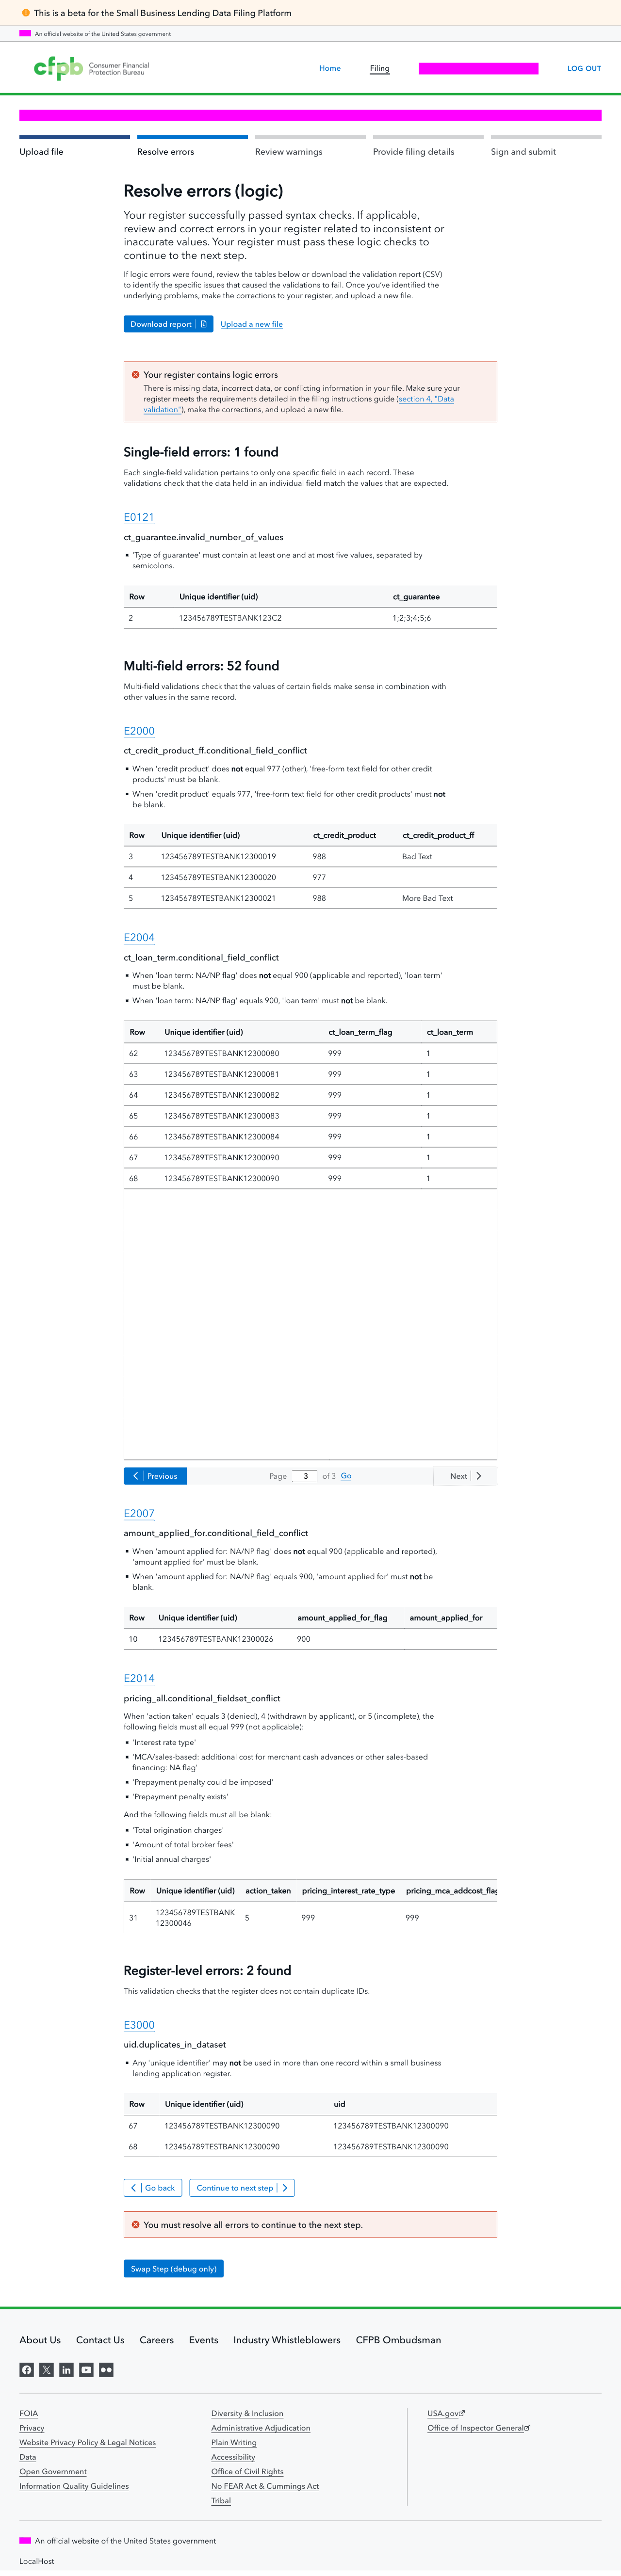 This is a beta for the Small Business Lending Data Filing Platform
An official website of the United States government
cfpb Consumer Financial
Protection Bureau
Home
Filing
LOG OUT
Upload file
Resolve errors
Review warnings
Provide filing details
Sign and submit
Resolve errors (logic)
Your register successfully passed syntax checks. If applicable,
review and correct errors in your register related to inconsistent or
inaccurate values. Your register must pass these logic checks to
continue to the next step.
If logic errors were found, review the tables below or download the validation report (CSV)
to identify the specific issues that caused the validations to fail. Once you've identified the
underlying problems, make the corrections to your register, and upload a new file.
Download report
Upload a new file
Your register contains logic errors
There is missing data, incorrect data, or conflicting information in your file. Make sure your
register meets the requirements detailed in the filing instructions guide (section 4, "Data
validation"), make the corrections, and upload a new file.
Single-field errors: 1 found
Each single-field validation pertains to only one specific field in each record. These
validations check that the data held in an individual field match the values that are expected.
E0121
ct_guarantee.invalid_number_of_values
▪ 'Type of guarantee' must contain at least one and at most five values, separated by
semicolons.
Row Unique identifier (uid) ct_guarantee
2 123456789TESTBANK123C2 1;2;3;4;5;6
Multi-field errors: 52 found
Multi-field validations check that the values of certain fields make sense in combination with
other values in the same record.
E2000
ct_credit_product_ff.conditional_field_conflict
▪ When 'credit product' does not equal 977 (other), 'free-form text field for other credit
products' must be blank.
▪ When 'credit product' equals 977, 'free-form text field for other credit products' must not
be blank.
Row Unique identifier (uid) ct_credit_product ct_credit_product_ff
3 123456789TESTBANK12300019 988 Bad Text
4 123456789TESTBANK12300020 977
5 123456789TESTBANK12300021 988 More Bad Text
E2004
ct_loan_term.conditional_field_conflict
▪ When 'loan term: NA/NP flag' does not equal 900 (applicable and reported), 'loan term'
must be blank.
▪ When 'loan term: NA/NP flag' equals 900, 'loan term' must not be blank.
Row Unique identifier (uid) ct_loan_term_flag ct_loan_term
62 123456789TESTBANK12300080 999 1
63 123456789TESTBANK12300081 999 1
64 123456789TESTBANK12300082 999 1
65 123456789TESTBANK12300083 999 1
66 123456789TESTBANK12300084 999 1
67 123456789TESTBANK12300090 999 1
68 123456789TESTBANK12300090 999 1
Previous Page 3 of 3 Go Next
E2007
amount_applied_for.conditional_field_conflict
▪ When 'amount applied for: NA/NP flag' does not equal 900 (applicable and reported),
'amount applied for' must be blank.
▪ When 'amount applied for: NA/NP flag' equals 900, 'amount applied for' must not be
blank.
Row Unique identifier (uid) amount_applied_for_flag amount_applied_for
10 123456789TESTBANK12300026 900
E2014
pricing_all.conditional_fieldset_conflict
When 'action taken' equals 3 (denied), 4 (withdrawn by applicant), or 5 (incomplete), the
following fields must all equal 999 (not applicable):
▪ 'Interest rate type'
▪ 'MCA/sales-based: additional cost for merchant cash advances or other sales-based
financing: NA flag'
▪ 'Prepayment penalty could be imposed'
▪ 'Prepayment penalty exists'
And the following fields must all be blank:
▪ 'Total origination charges'
▪ 'Amount of total broker fees'
▪ 'Initial annual charges'
Row Unique identifier (uid) action_taken pricing_interest_rate_type pricing_mca_addcost_flag
31 123456789TESTBANK
12300046 5 999 999
Register-level errors: 2 found
This validation checks that the register does not contain duplicate IDs.
E3000
uid.duplicates_in_dataset
▪ Any 'unique identifier' may not be used in more than one record within a small business
lending application register.
Row Unique identifier (uid) uid
67 123456789TESTBANK12300090 123456789TESTBANK12300090
68 123456789TESTBANK12300090 123456789TESTBANK12300090
Go back
Continue to next step
You must resolve all errors to continue to the next step.
Swap Step (debug only)
About Us Contact Us Careers Events Industry Whistleblowers CFPB Ombudsman
FOIA
Privacy
Website Privacy Policy & Legal Notices
Data
Open Government
Information Quality Guidelines
Diversity & Inclusion
Administrative Adjudication
Plain Writing
Accessibility
Office of Civil Rights
No FEAR Act & Cummings Act
Tribal
USA.gov
Office of Inspector General
An official website of the United States government
LocalHost